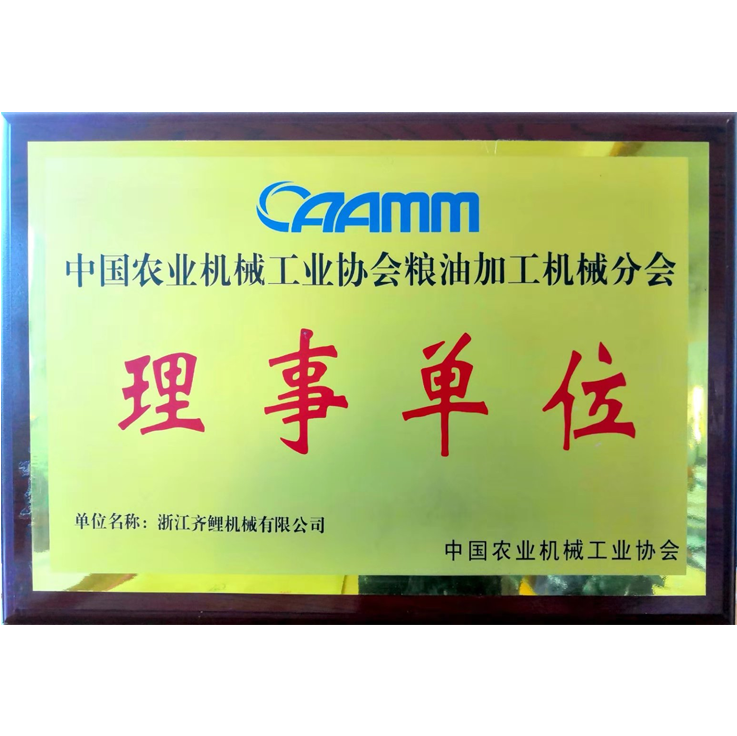 CAAMM
中国农业机械工业协会粮油加工机械分会
理事单位
单位名称：浙江齐鲤机械有限公司
中国农业机械工业协会